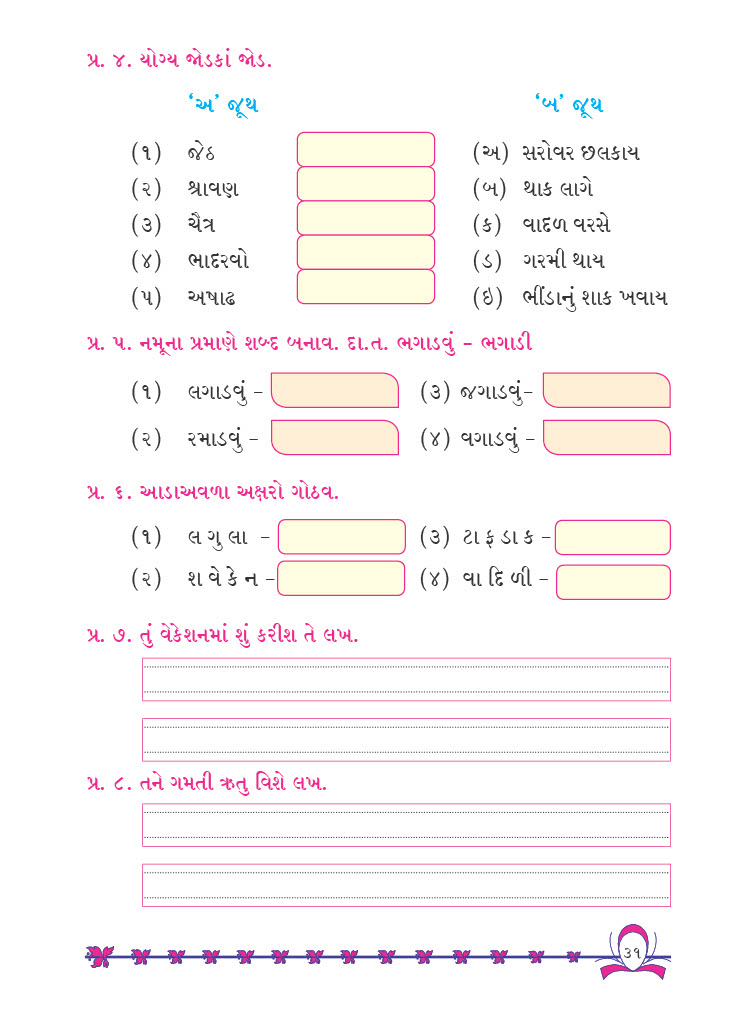 પ્ર. ૪. યોગ્ય જોડકાં જોડ.
‘અ’ જૂથ ‘બ’ જૂથ
(૧) જેઠ (અ) સરોવર છલકાય
(૨) શ્રાવણ (બ) થાક લાગે
(૩) ચૈત્ર (ક) વાદળ વરસે
(૪) ભાદરવો (ડ) ગરમી થાય
(૫) અષાઢ (ઇ) ભીંડાનું શાક ખવાય
પ્ર. ૫. નમૂના પ્રમાણે શબ્દ બનાવ. દા.ત. ભગાડવું – ભગાડી
(૧) લગાડવું – (૩) જગાડવું–
(૨) રમાડવું – (૪) વગાડવું –
પ્ર. ૬. આડાઅવળા અક્ષરો ગોઠવ.
(૧) લ ગુ લા – (૩) ટા ફ ડા ક –
(૨) શ વે કે ન – (૪) વા દિ ળી –
પ્ર. ૭. તું વેકેશનમાં શું કરીશ તે લખ.
પ્ર. ૮. તને ગમતી ઋતુ વિશે લખ.
૩૧